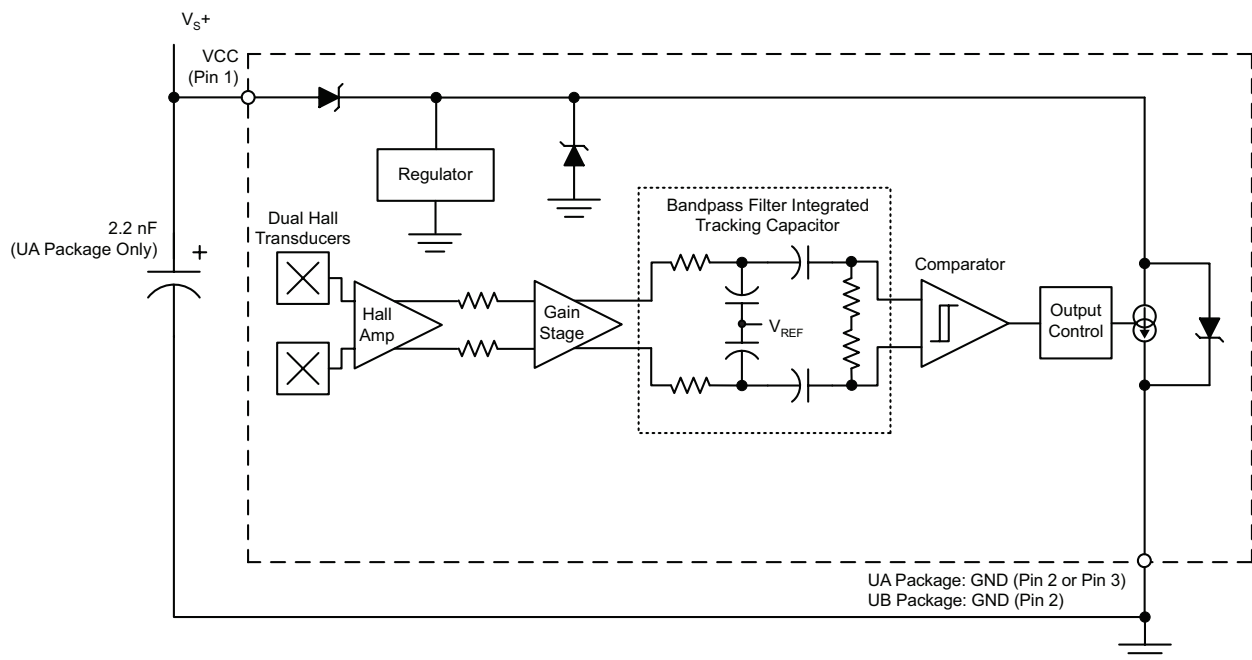 VS+
VCC
(Pin 1)
Regulator
2.2 nF
(UA Package Only)
+
Dual Hall
Transducers
Hall
Amp
Gain
Stage
Bandpass Filter Integrated
Tracking Capacitor
VREF
Comparator
Output
Control
UA Package: GND (Pin 2 or Pin 3)
UB Package: GND (Pin 2)